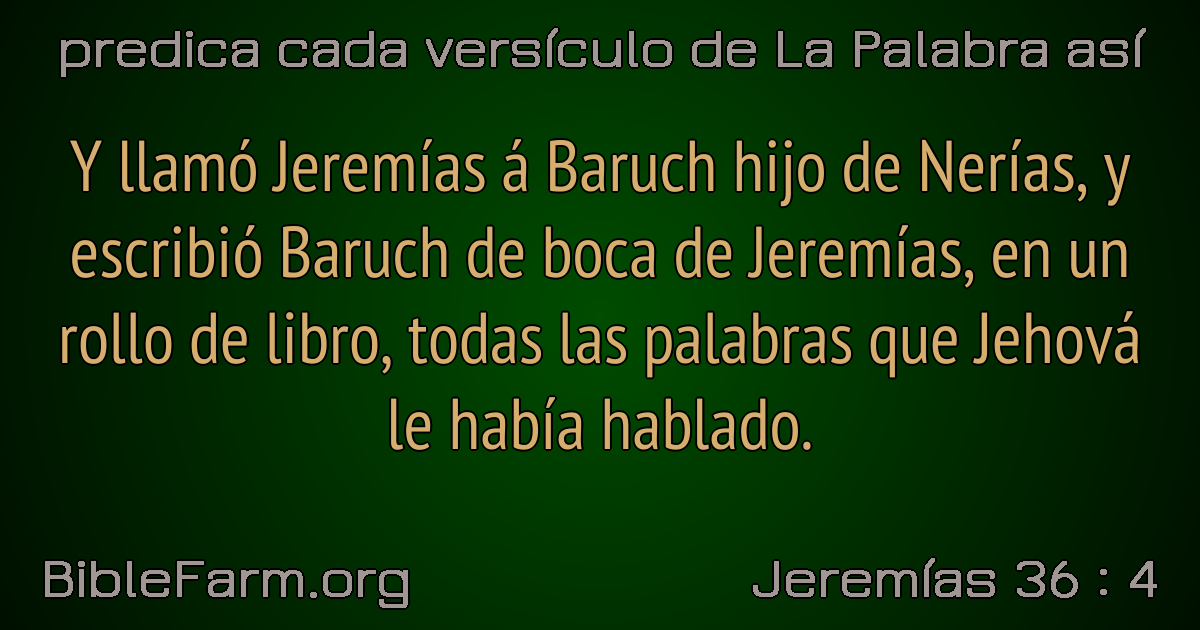 predica cada versículo de La Palabra así
Y llamó Jeremías á Baruch hijo de Nerías, y
escribió Baruch de boca de Jeremías, en un
rollo de libro, todas las palabras que Jehová
le había hablado.
BibleFarm.org
Jeremías 36 : 4